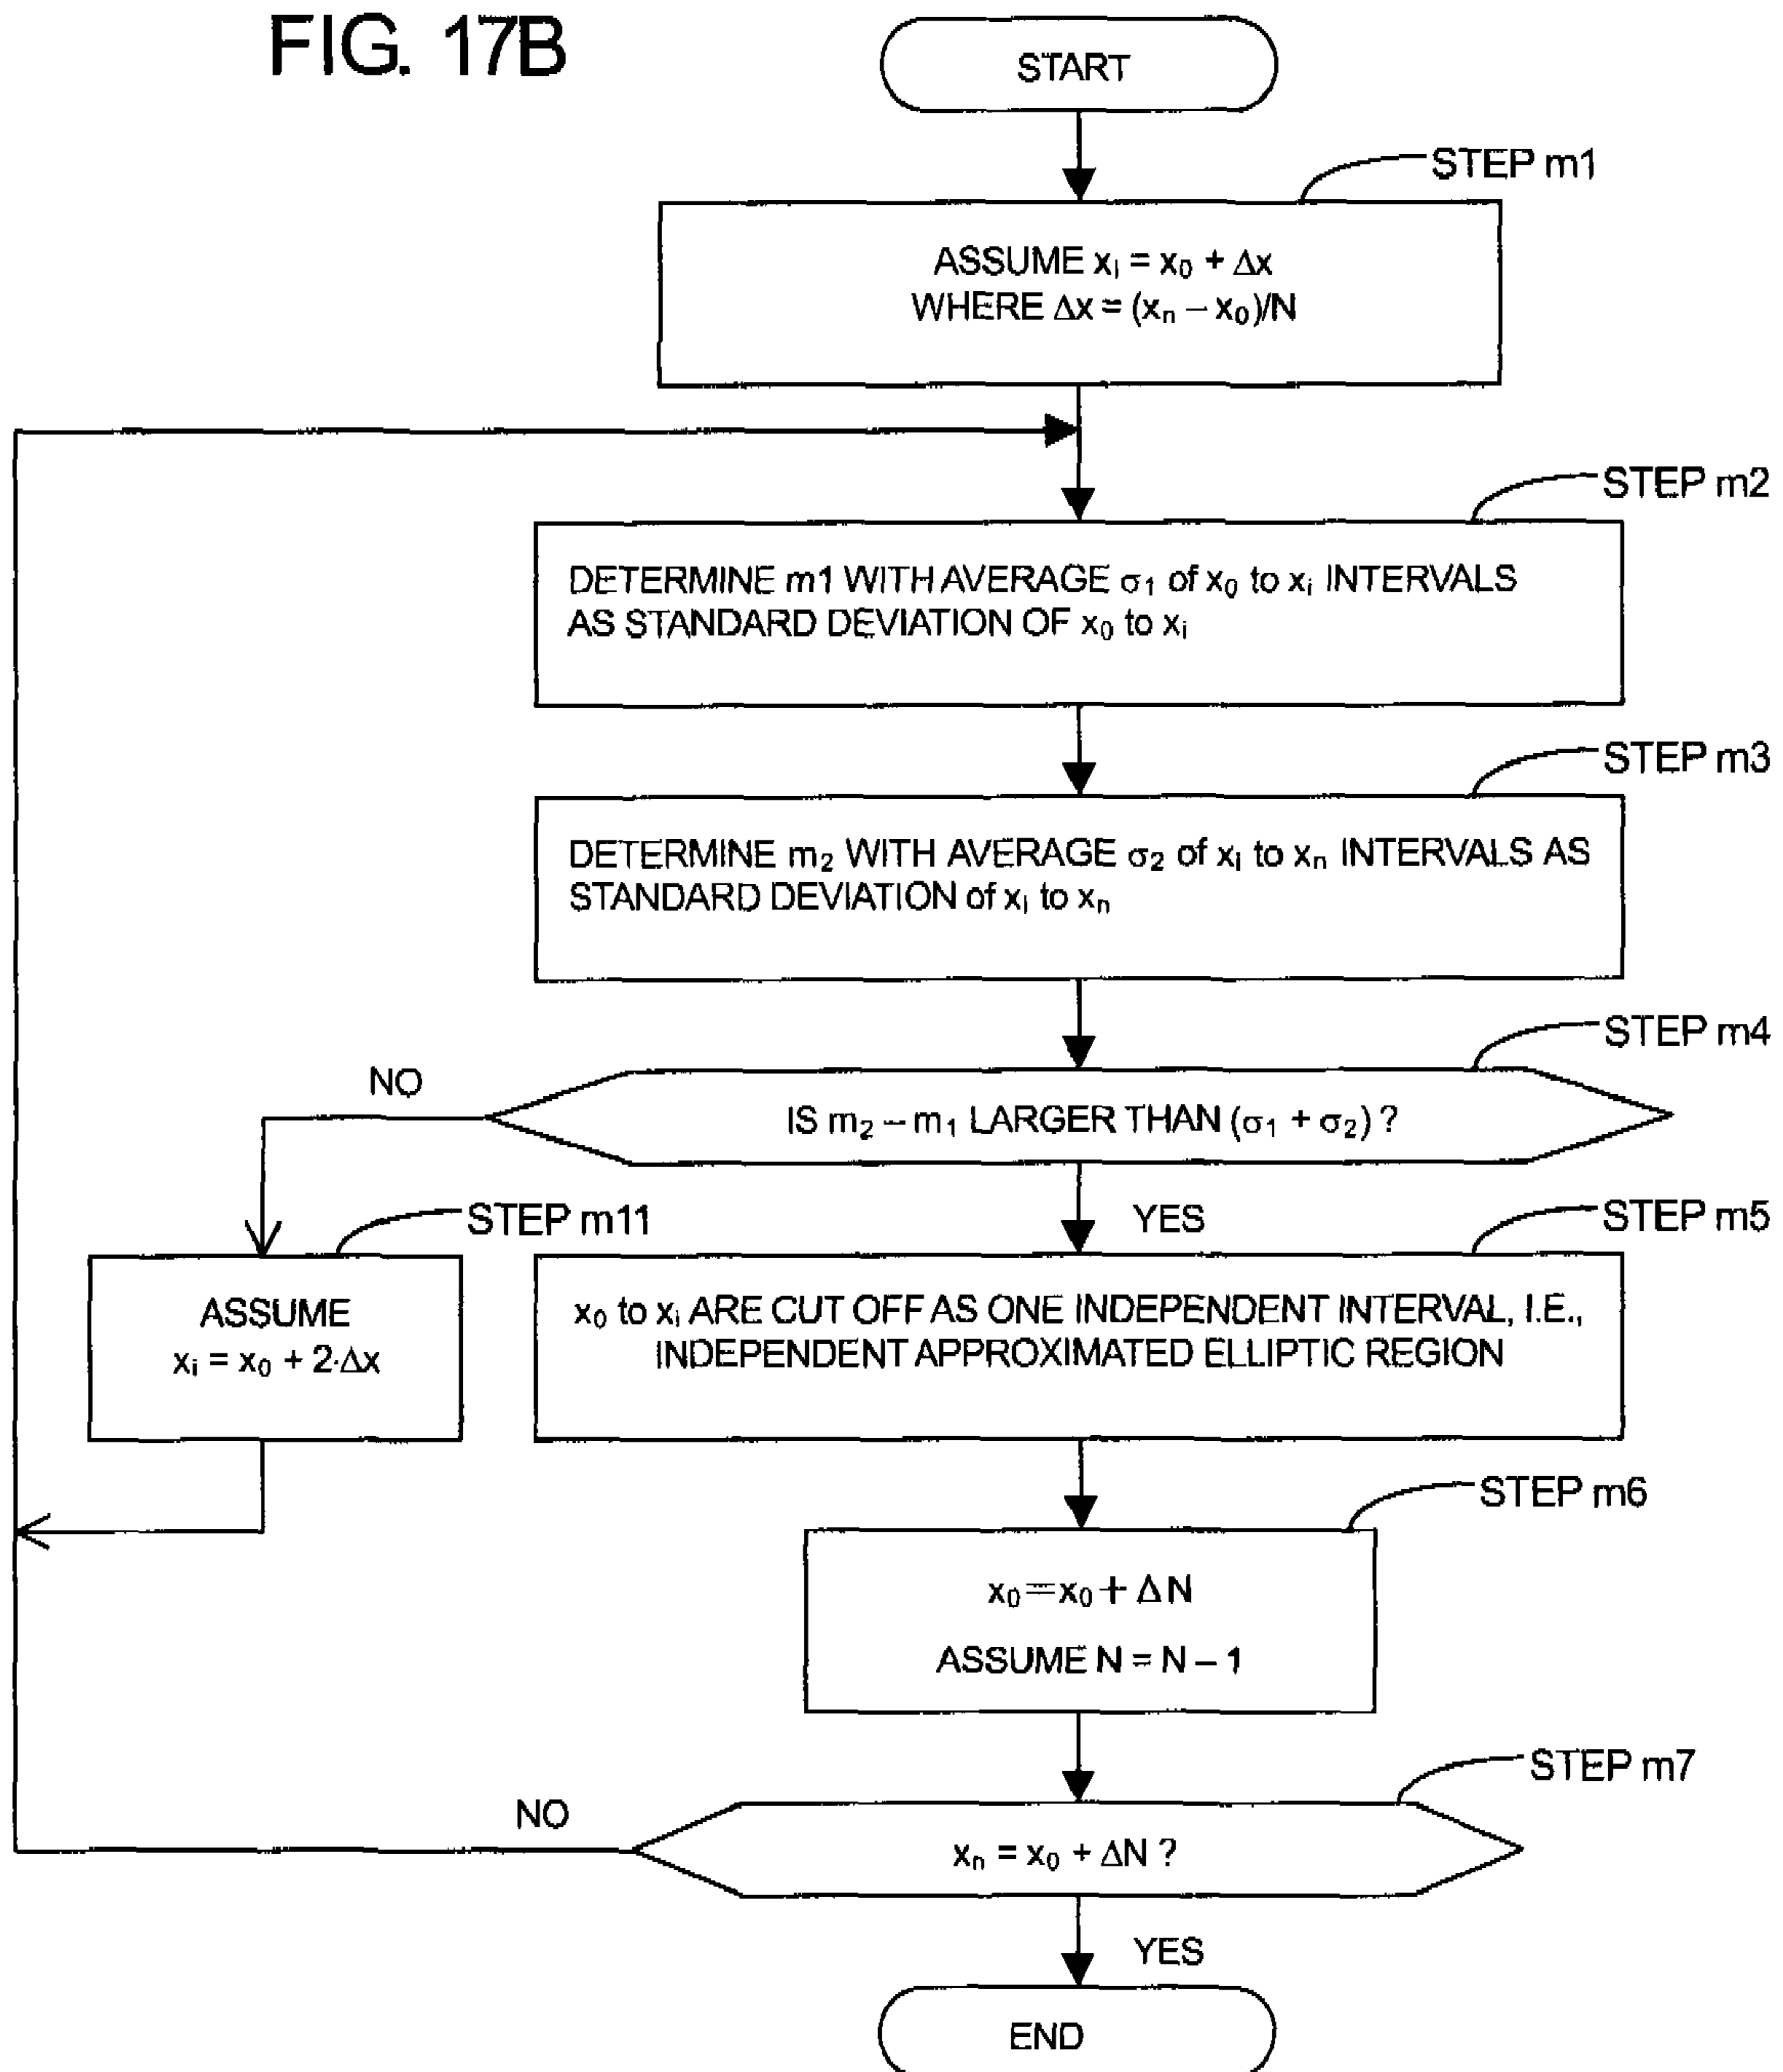 FIG. 17B
START
STEP m1
ASSUME xᵢ = x₀ + Δx
WHERE Δx = (xₙ – x₀)/N
STEP m2
DETERMINE m1 WITH AVERAGE σ₁ of x₀ to xᵢ INTERVALS
AS STANDARD DEVIATION OF x₀ to xᵢ
STEP m3
DETERMINE m₂ WITH AVERAGE σ₂ of xᵢ to xₙ INTERVALS AS
STANDARD DEVIATION of xᵢ to xₙ
STEP m4
NO
IS m₂ – m₁ LARGER THAN (σ₁ + σ₂) ?
YES
STEP m11
ASSUME
xᵢ = x₀ + 2·Δx
STEP m5
x₀ to xᵢ ARE CUT OFF AS ONE INDEPENDENT INTERVAL, I.E.,
INDEPENDENT APPROXIMATED ELLIPTIC REGION
STEP m6
x₀ = x₀ + Δ N
ASSUME N = N – 1
STEP m7
NO
xₙ = x₀ + ΔN ?
YES
END